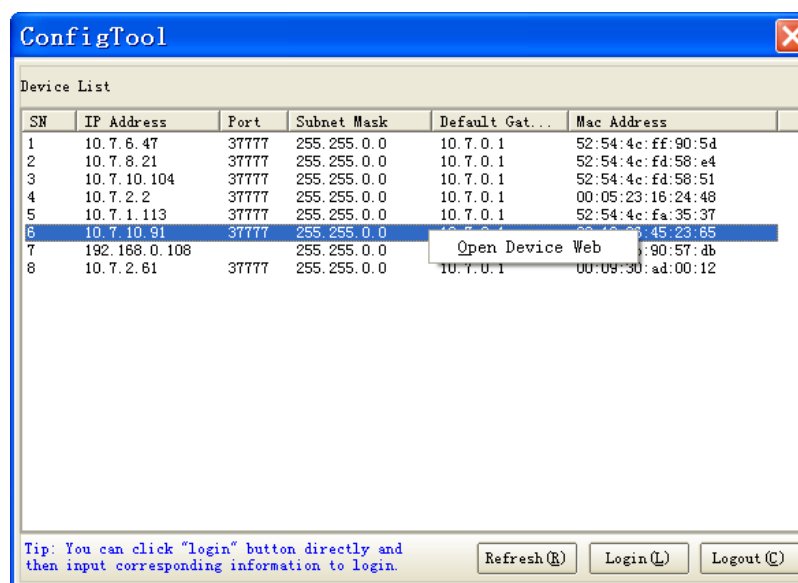 ConfigTool
Device List
SN IP Address Port Subnet Mask Default Gat... Mac Address
1 10.7.6.47 37777 255.255.0.0 10.7.0.1 52:54:4c:ff:90:5d
2 10.7.8.21 37777 255.255.0.0 10.7.0.1 52:54:4c:fd:58:e4
3 10.7.10.104 37777 255.255.0.0 10.7.0.1 52:54:4c:fd:58:51
4 10.7.2.2 37777 255.255.0.0 10.7.0.1 00:05:23:16:24:48
5 10.7.1.113 37777 255.255.0.0 10.7.0.1 52:54:4c:fa:35:37
6 10.7.10.91 37777 255.255.0.0 :45:23:65
Open Device Web
7 192.168.0.108 255.255.0.0 :90:57:db
8 10.7.2.61 37777 255.255.0.0 10.7.0.1 00:09:30:ad:00:12
Tip: You can click "login" button directly and
then input corresponding information to login.
Refresh(R) Login(L) Logout(C)